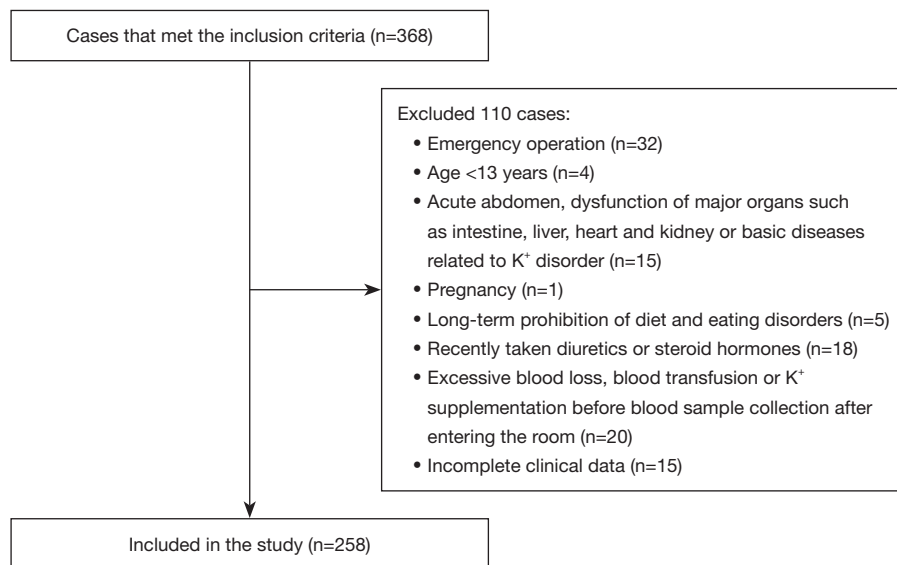 Cases that met the inclusion criteria (n=368)
Excluded 110 cases:
• Emergency operation (n=32)
• Age <13 years (n=4)
• Acute abdomen, dysfunction of major organs such
as intestine, liver, heart and kidney or basic diseases
related to K⁺ disorder (n=15)
• Pregnancy (n=1)
• Long-term prohibition of diet and eating disorders (n=5)
• Recently taken diuretics or steroid hormones (n=18)
• Excessive blood loss, blood transfusion or K⁺
supplementation before blood sample collection after
entering the room (n=20)
• Incomplete clinical data (n=15)
Included in the study (n=258)